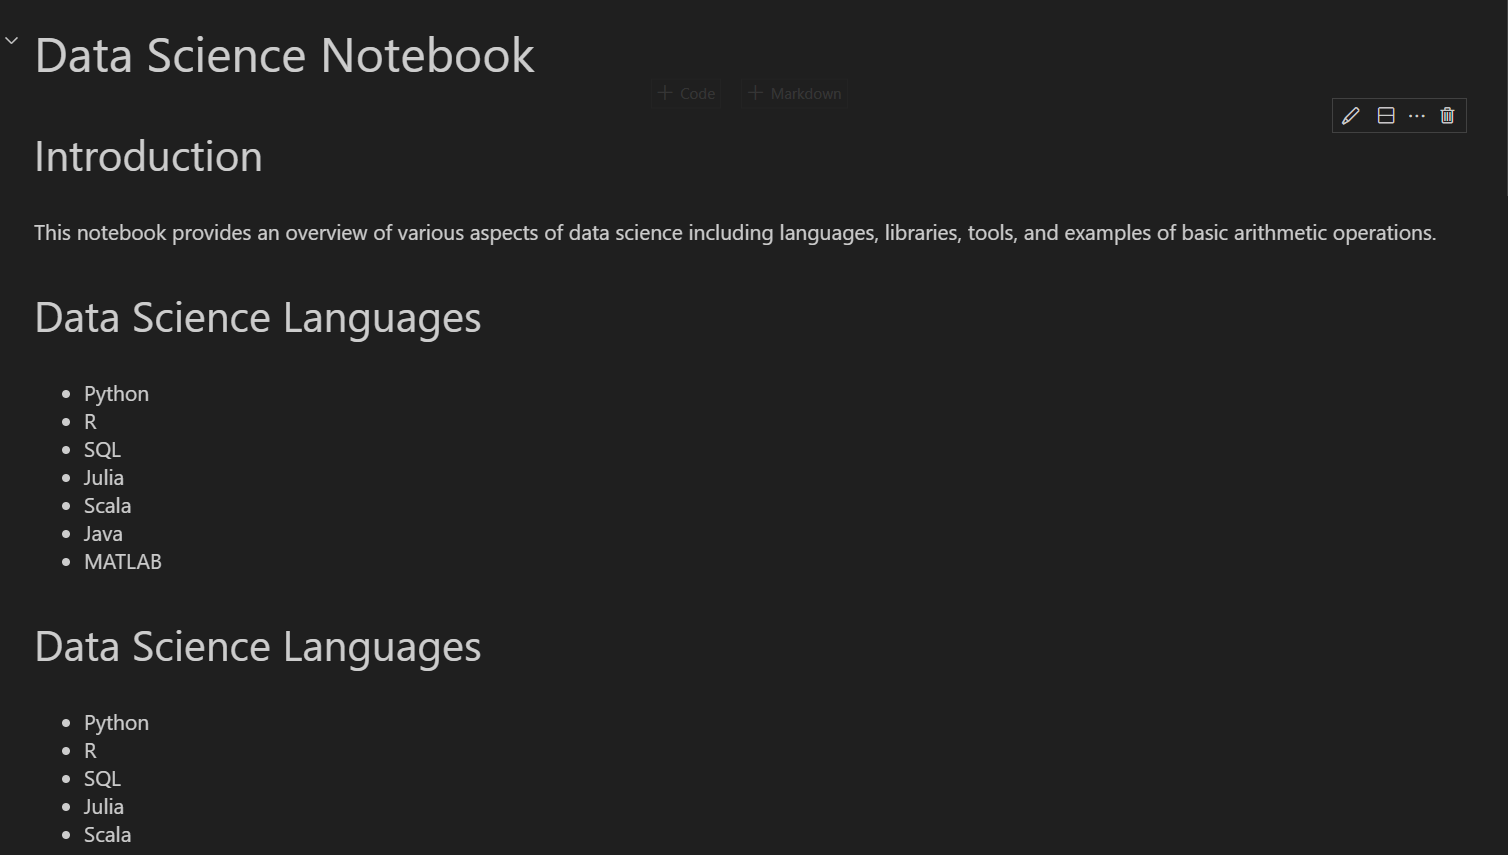 Data Science Notebook
+ Code + Markdown
Introduction
This notebook provides an overview of various aspects of data science including languages, libraries, tools, and examples of basic arithmetic operations.
Data Science Languages
• Python
• R
• SQL
• Julia
• Scala
• Java
• MATLAB
Data Science Languages
• Python
• R
• SQL
• Julia
• Scala